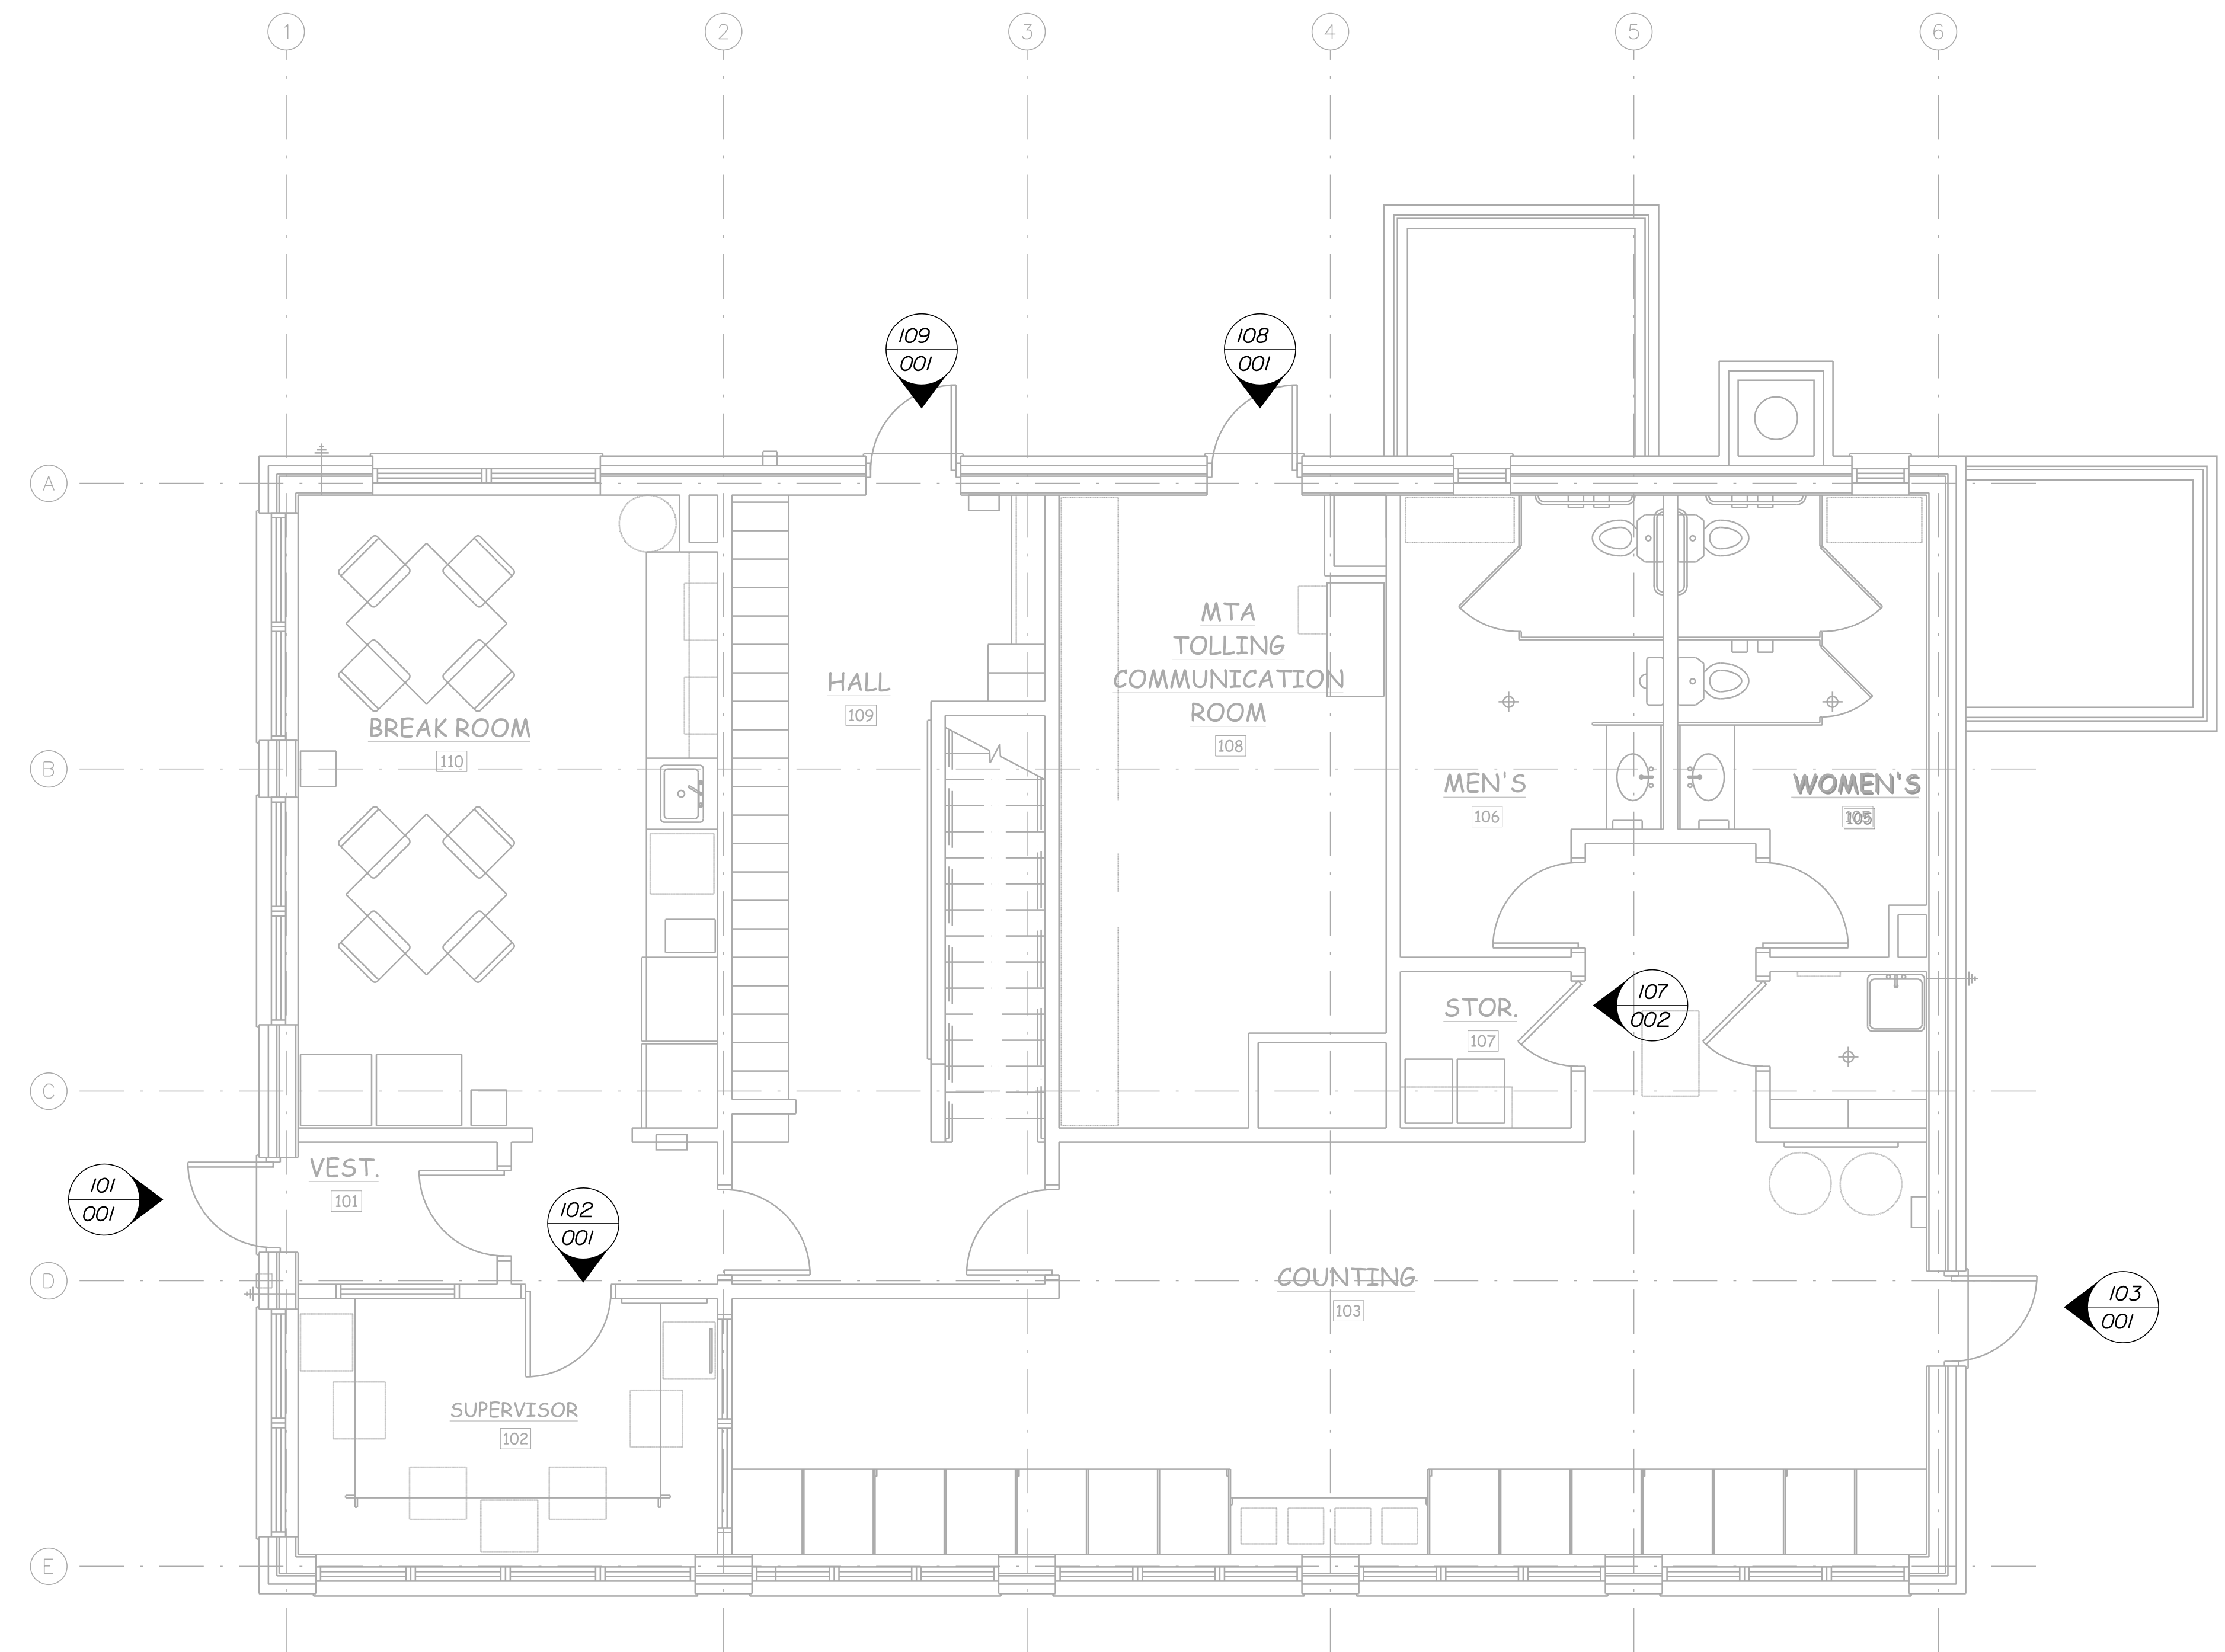 1
2
3
4
5
6
109
001
108
001
A
MTA
TOLLING
COMMUNICATION
ROOM
108
HALL
109
BREAK ROOM
110
B
MEN'S
106
WOMEN'S
105
STOR.
107
107
002
C
VEST.
101
101
001
102
001
D
COUNTING
103
103
001
SUPERVISOR
102
E